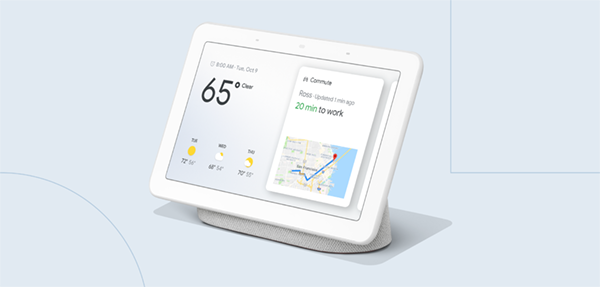 8:00 AM · Tue, Oct 9
65° Clear
TUE
72° 54°
WED
68° 54°
THU
70° 55°
Commute
Ross · Updated 1 min ago
20 min to work
San Francisco